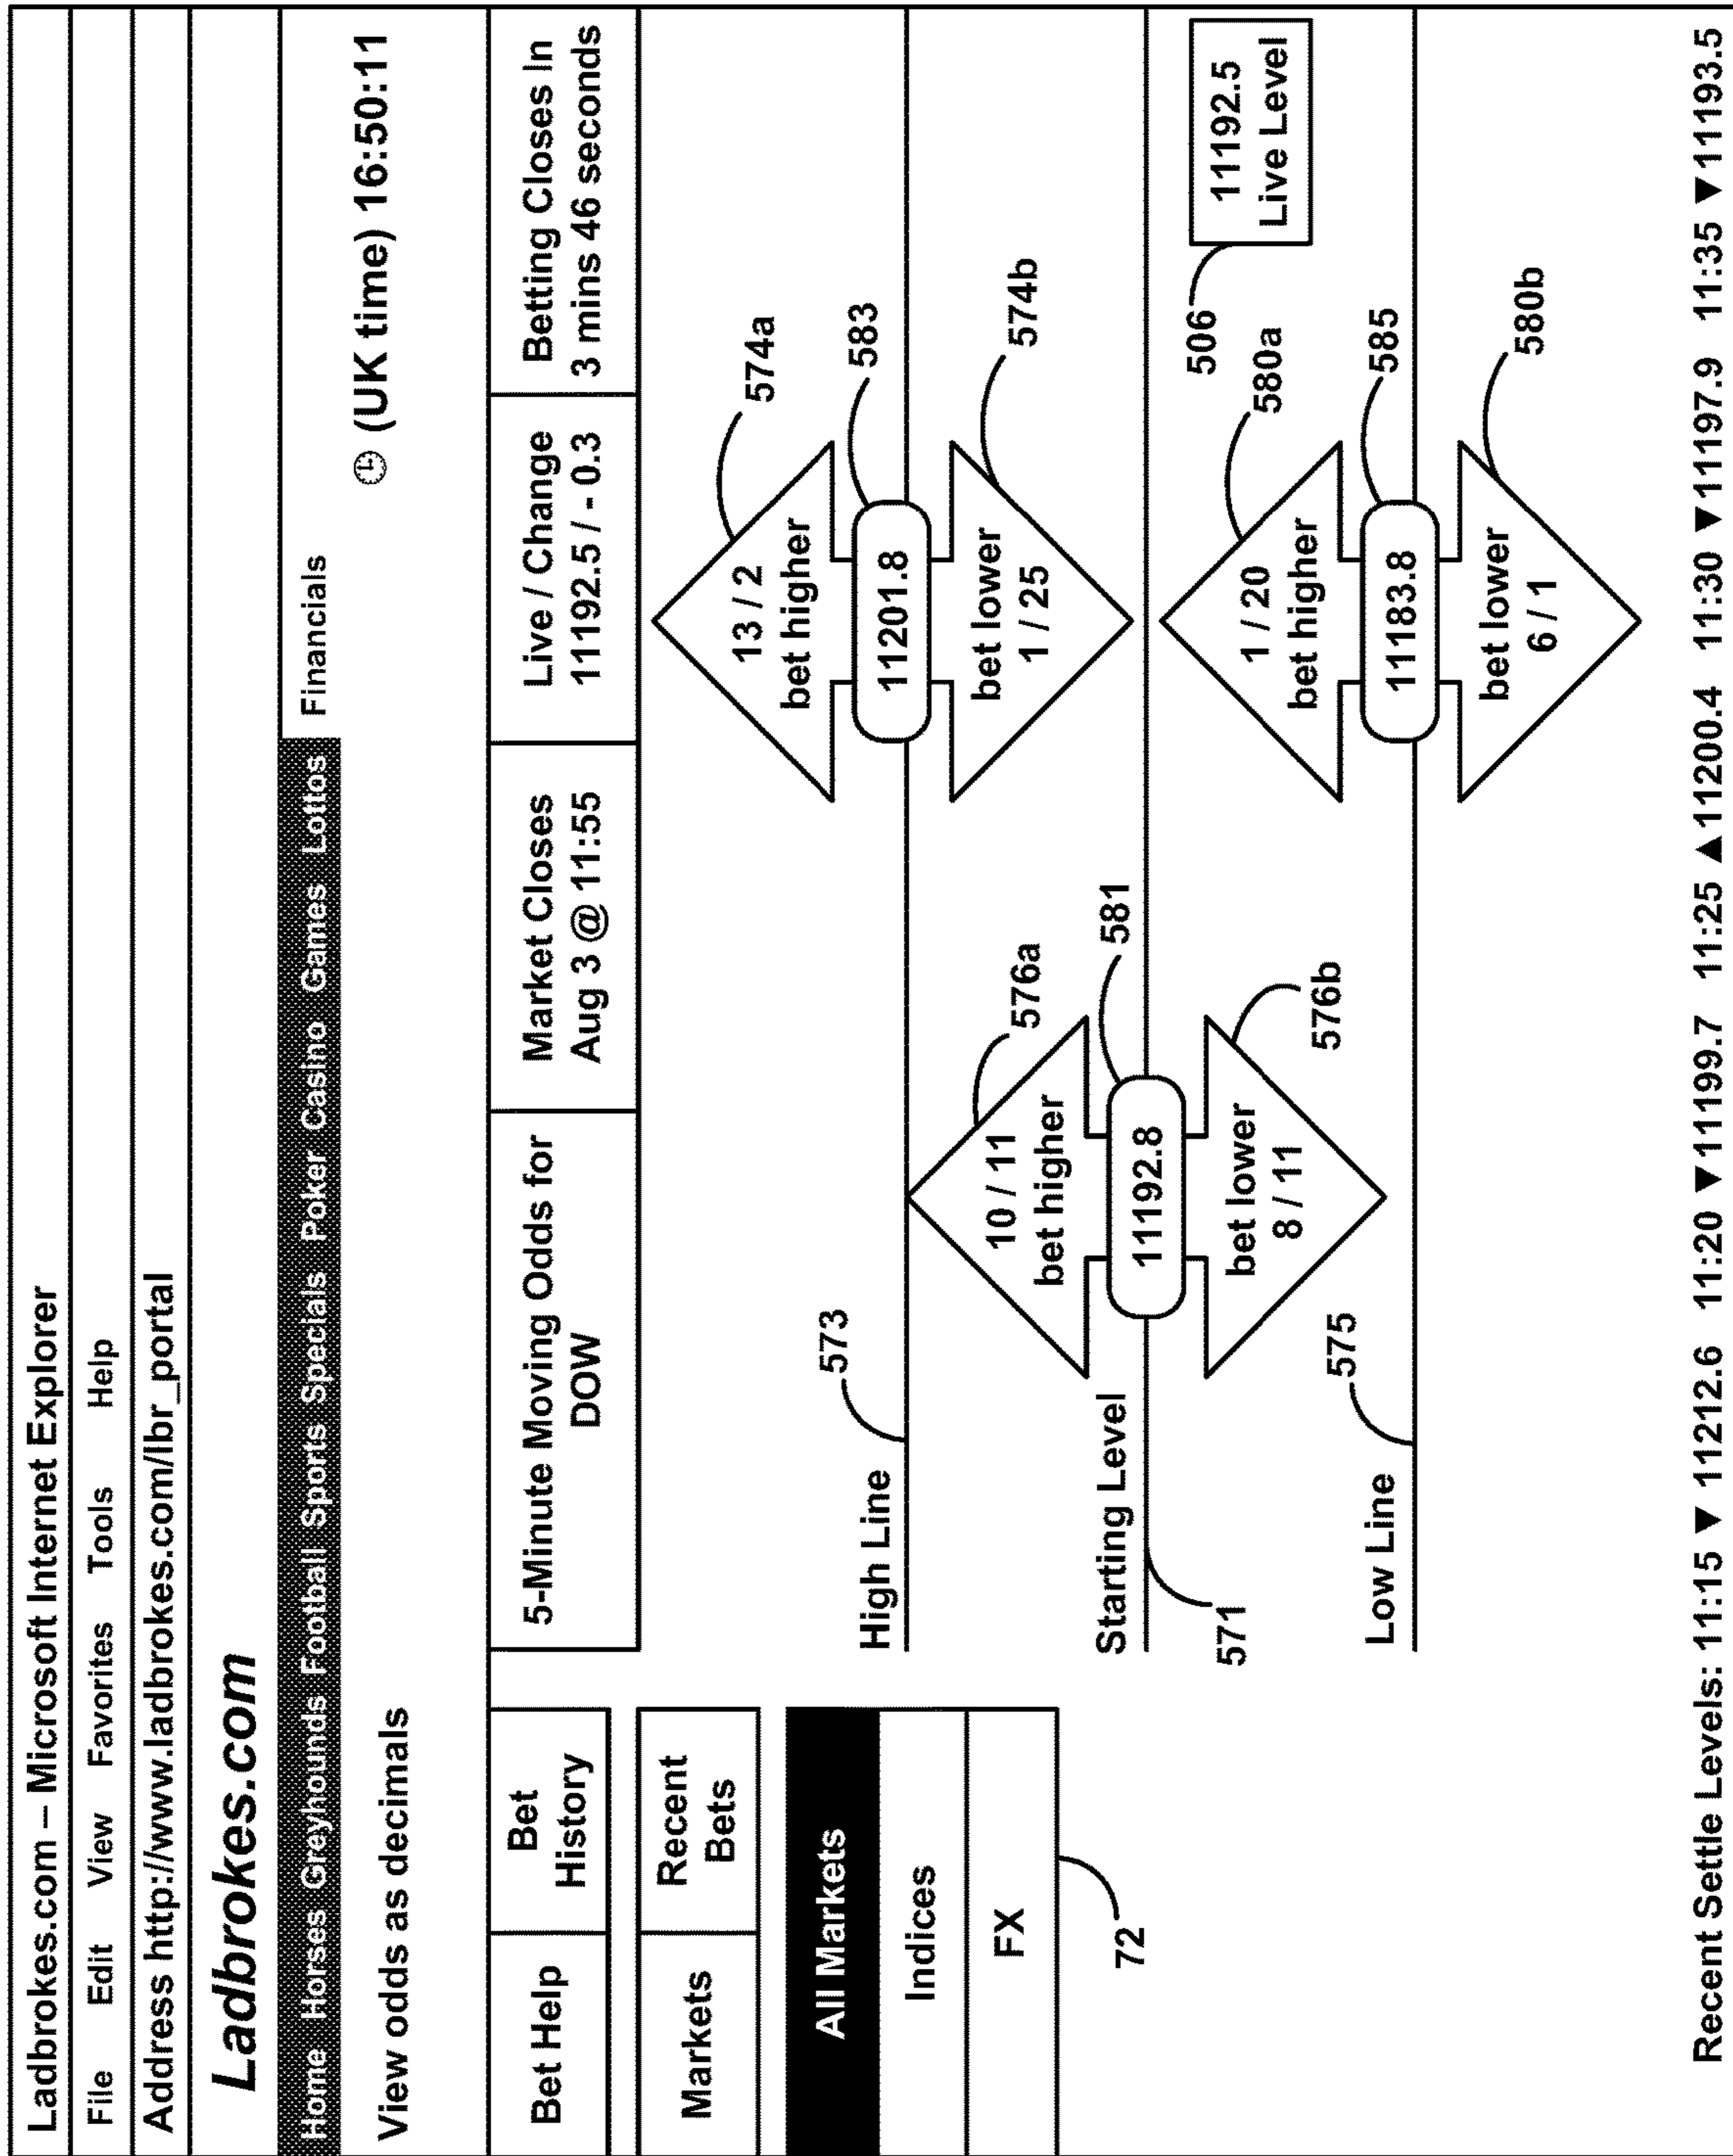 Ladbrokes.com – Microsoft Internet Explorer
File Edit View Favorites Tools Help
Address http://www.ladbrokes.com/lbr_portal
Ladbrokes.com
Home Horses Greyhounds Football Sports Specials Poker Casino Games Lottos Financials
View odds as decimals
(UK time) 16:50:11
Bet Help
Bet
History
Markets
Recent
Bets
All Markets
Indices
FX
72
5-Minute Moving Odds for
DOW
Market Closes
Aug 3 @ 11:55
Live / Change
11192.5 / - 0.3
Betting Closes In
3 mins 46 seconds
High Line
573
13 / 2
bet higher
574a
11201.8
583
bet lower
1 / 25
574b
Starting Level
571
10 / 11
bet higher
576a
11192.8
581
bet lower
8 / 11
576b
11192.5
Live Level
506
Low Line
575
1 / 20
bet higher
580a
11183.8
585
bet lower
6 / 1
580b
Recent Settle Levels: 11:15 ▼ 11212.6 11:20 ▼11199.7 11:25 ▲11200.4 11:30 ▼11197.9 11:35 ▼11193.5